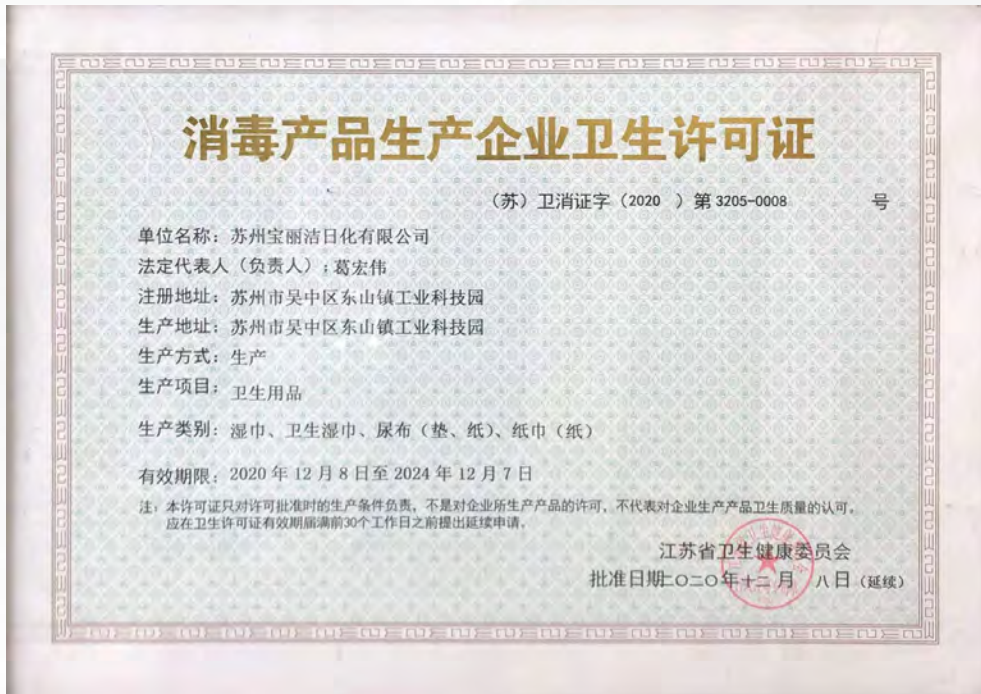 消毒产品生产企业卫生许可证
（苏）卫消证字（2020 ）第 3205-0008 号
单位名称：苏州宝丽洁日化有限公司
法定代表人（负责人）：葛宏伟
注册地址：苏州市吴中区东山镇工业科技园
生产地址：苏州市吴中区东山镇工业科技园
生产方式：生产
生产项目：卫生用品
生产类别：湿巾、卫生湿巾、尿布（垫、纸）、纸巾（纸）
有效期限：2020 年 12 月 8 日至 2024 年 12 月 7 日
注：本许可证只对许可批准时的生产条件负责，不是对企业所生产产品的许可，不代表对企业生产产品卫生质量的认可。
应在卫生许可证有效期届满前30个工作日之前提出延续申请。
江苏省卫生健康委员会
批准日期二〇二〇年十二月 八日（延续）